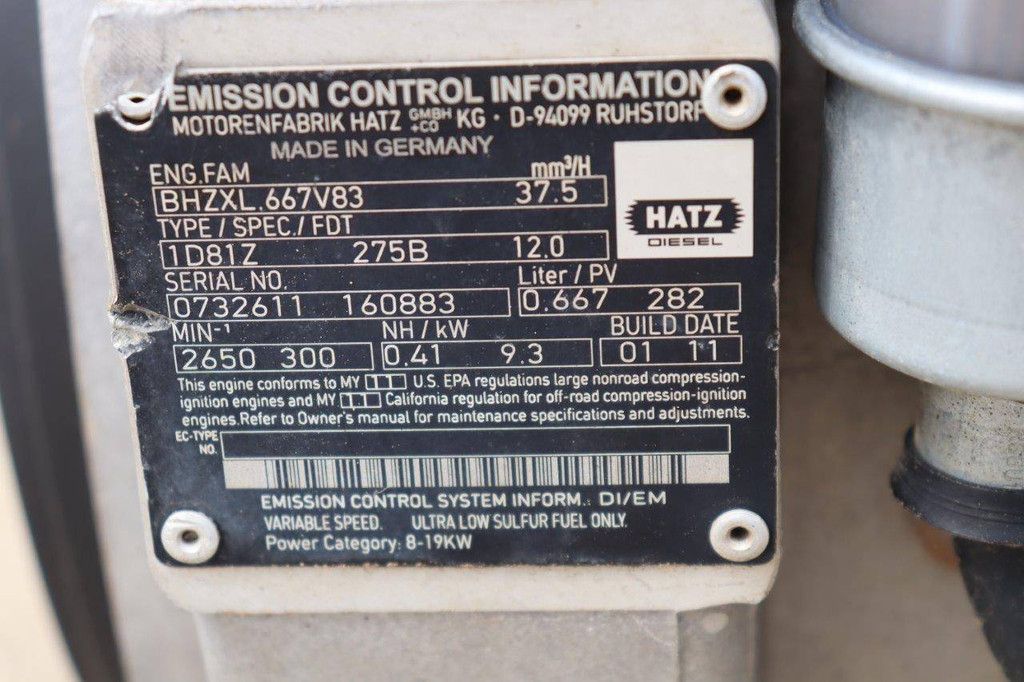 EMISSION CONTROL INFORMATION
MOTORENFABRIK HATZ GMBH +CO KG · D-94099 RUHSTORF
MADE IN GERMANY
ENG.FAM mm³/H
BHZXL.667V83 37.5
HATZ
DIESEL
TYPE / SPEC./ FDT
1D81Z 275B 12.0
SERIAL NO. Liter / PV
0732611 160883 0.667 282
MIN-¹ NH / kW BUILD DATE
2650 300 0.41 9.3 01 11
This engine conforms to MY 11 U.S. EPA regulations large nonroad compression-
ignition engines and MY 11 California regulation for off-road compression-ignition
engines.Refer to Owner's manual for maintenance specifications and adjustments.
EC-TYPE
NO.
EMISSION CONTROL SYSTEM INFORM.: DI/EM
VARIABLE SPEED. ULTRA LOW SULFUR FUEL ONLY.
Power Category: 8-19KW